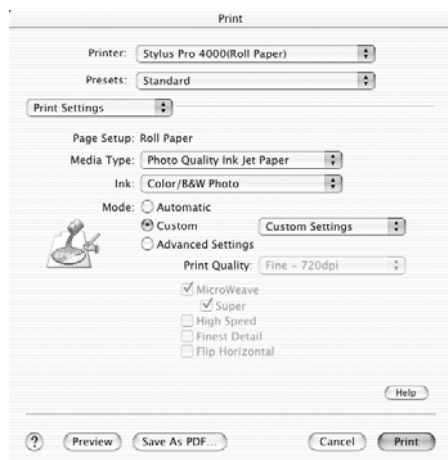 Print
Printer: Stylus Pro 4000(Roll Paper)
Presets: Standard
Print Settings
Page Setup: Roll Paper
Media Type: Photo Quality Ink Jet Paper
Ink: Color/B&W Photo
Mode: Automatic
Custom Custom Settings
Advanced Settings
Print Quality: Fine – 720dpi
MicroWeave
Super
High Speed
Finest Detail
Flip Horizontal
Help
? Preview Save As PDF... Cancel Print